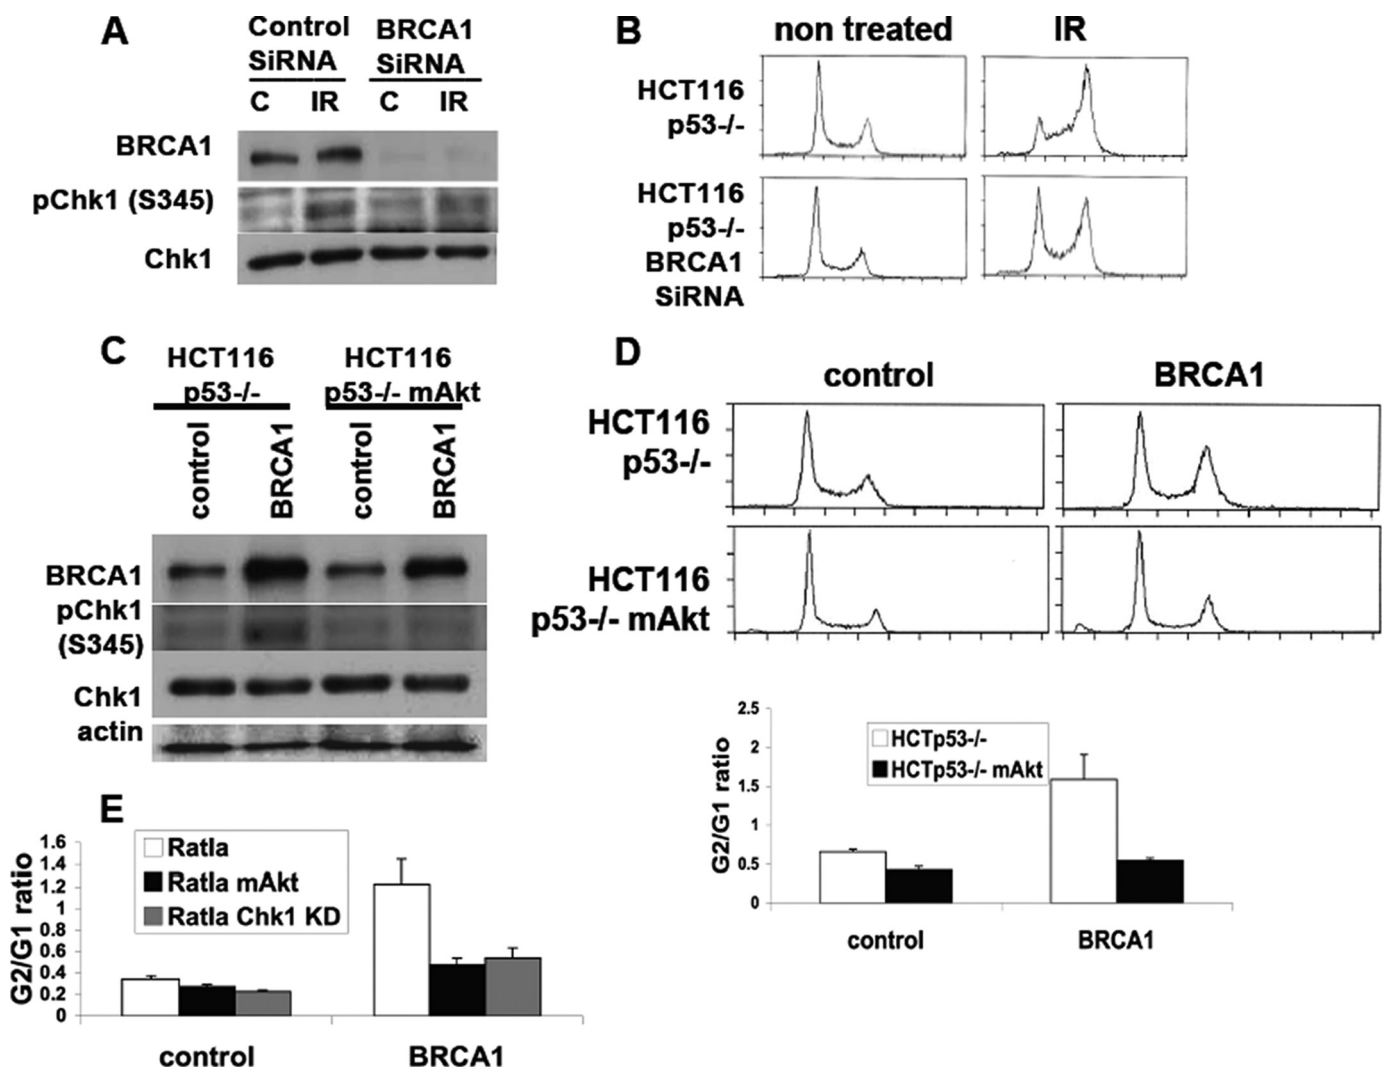 A
Control
SiRNA
BRCA1
SiRNA
C IR C IR
BRCA1
pChk1 (S345)
Chk1
B
non treated IR
HCT116
p53-/-
HCT116
p53-/-
BRCA1
SiRNA
C
HCT116
p53-/-
HCT116
p53-/- mAkt
control
BRCA1
control
BRCA1
BRCA1
pChk1
(S345)
Chk1
actin
D
control BRCA1
HCT116
p53-/-
HCT116
p53-/- mAkt
G2/G1 ratio
2.5
2
1.5
1
0.5
0
HCTp53-/-
HCTp53-/- mAkt
control BRCA1
E
G2/G1 ratio
1.6
1.4
1.2
1
0.8
0.6
0.4
0.2
0
RatIa
RatIa mAkt
RatIa Chk1 KD
control BRCA1